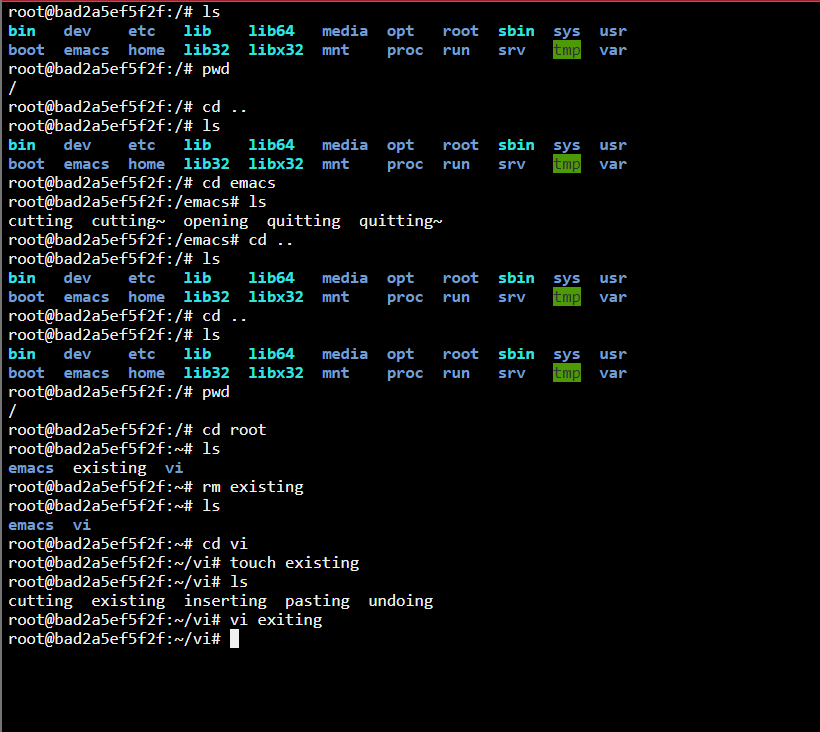 root@bad2a5ef5f2f:/# ls
bin dev etc lib lib64 media opt root sbin sys usr
boot emacs home lib32 libx32 mnt proc run srv tmp var
root@bad2a5ef5f2f:/# pwd
/
root@bad2a5ef5f2f:/# cd ..
root@bad2a5ef5f2f:/# ls
bin dev etc lib lib64 media opt root sbin sys usr
boot emacs home lib32 libx32 mnt proc run srv tmp var
root@bad2a5ef5f2f:/# cd emacs
root@bad2a5ef5f2f:/emacs# ls
cutting cutting~ opening quitting quitting~
root@bad2a5ef5f2f:/emacs# cd ..
root@bad2a5ef5f2f:/# ls
bin dev etc lib lib64 media opt root sbin sys usr
boot emacs home lib32 libx32 mnt proc run srv tmp var
root@bad2a5ef5f2f:/# cd ..
root@bad2a5ef5f2f:/# ls
bin dev etc lib lib64 media opt root sbin sys usr
boot emacs home lib32 libx32 mnt proc run srv tmp var
root@bad2a5ef5f2f:/# pwd
/
root@bad2a5ef5f2f:/# cd root
root@bad2a5ef5f2f:~# ls
emacs existing vi
root@bad2a5ef5f2f:~# rm existing
root@bad2a5ef5f2f:~# ls
emacs vi
root@bad2a5ef5f2f:~# cd vi
root@bad2a5ef5f2f:~/vi# touch existing
root@bad2a5ef5f2f:~/vi# ls
cutting existing inserting pasting undoing
root@bad2a5ef5f2f:~/vi# vi exiting
root@bad2a5ef5f2f:~/vi#